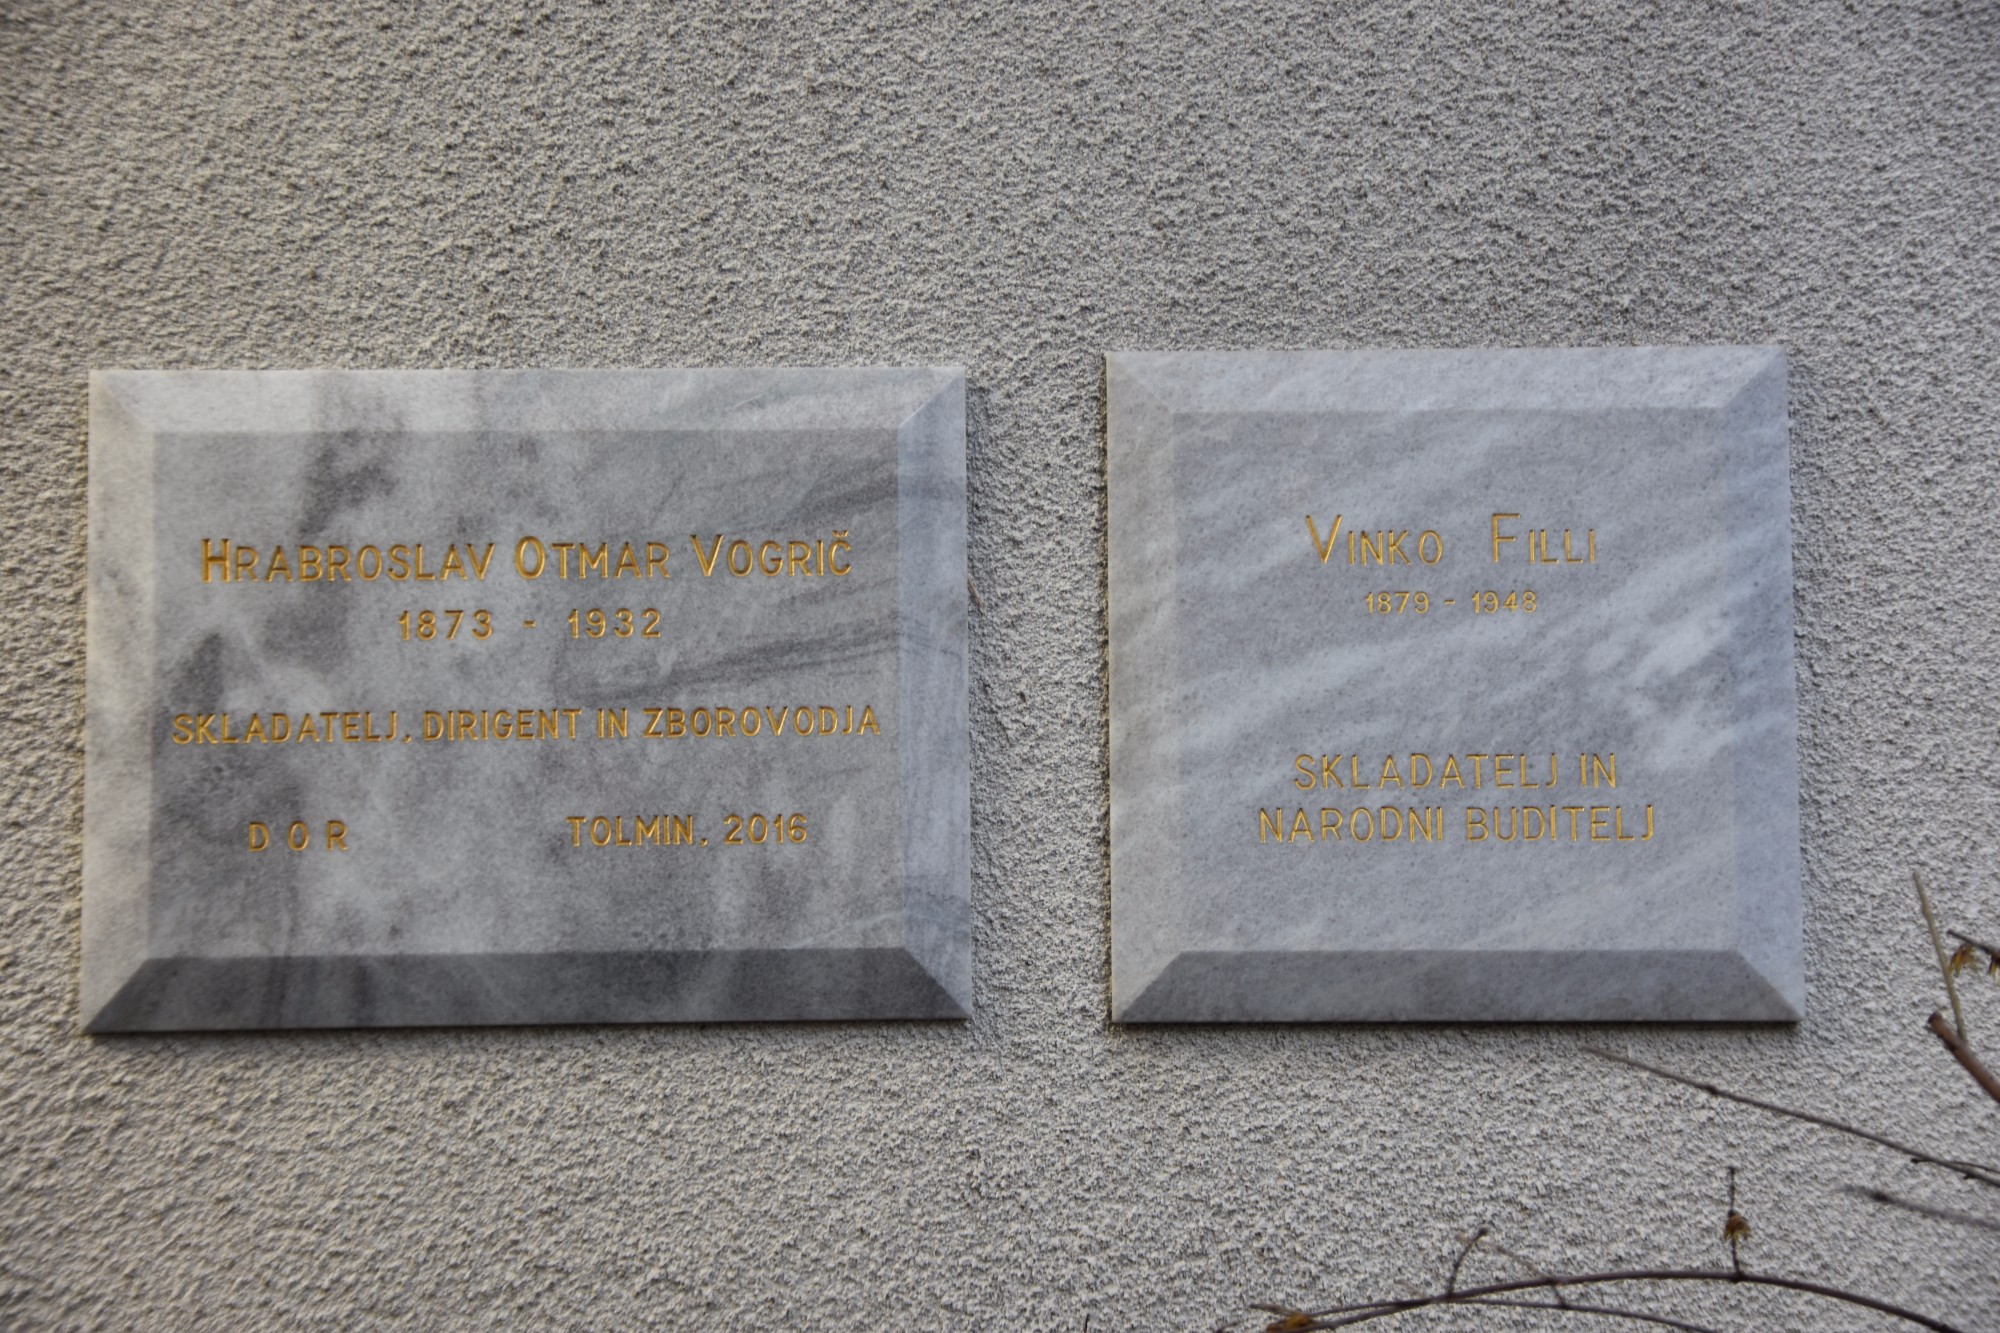 HRABROSLAV OTMAR VOGRIČ
1873 - 1932
SKLADATELJ, DIRIGENT IN ZBOROVODJA
DOR TOLMIN, 2016
VINKO FILLI
1879 - 1948
SKLADATELJ IN
NARODNI BUDITELJ